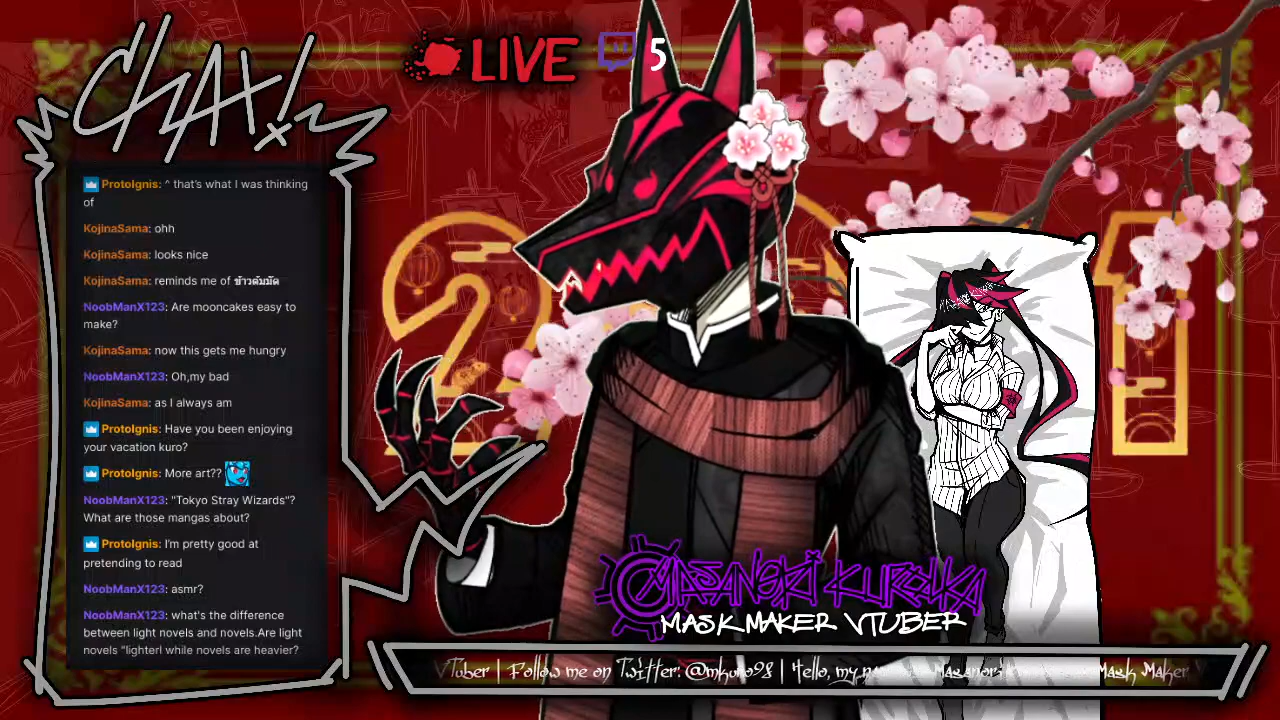 CHAT!
LIVE
5
ProtoIgnis: ^ that's what I was thinking
of
KojinaSama: ohh
KojinaSama: looks nice
KojinaSama: reminds me of ข้าวต้มมัด
NoobManX123: Are mooncakes easy to
make?
KojinaSama: now this gets me hungry
NoobManX123: Oh,my bad
KojinaSama: as I always am
ProtoIgnis: Have you been enjoying
your vacation kuro?
ProtoIgnis: More art??
NoobManX123: "Tokyo Stray Wizards"?
What are those mangas about?
ProtoIgnis: I'm pretty good at
pretending to read
NoobManX123: asmr?
NoobManX123: what's the difference
between light novels and novels.Are light
novels "lighterl while novels are heavier?
2
1
MASANORI KUROKA
MASK MAKER VTUBER
VTuber | Follow me on Twitter: @mkuro98 | Hello, my Mask Maker V